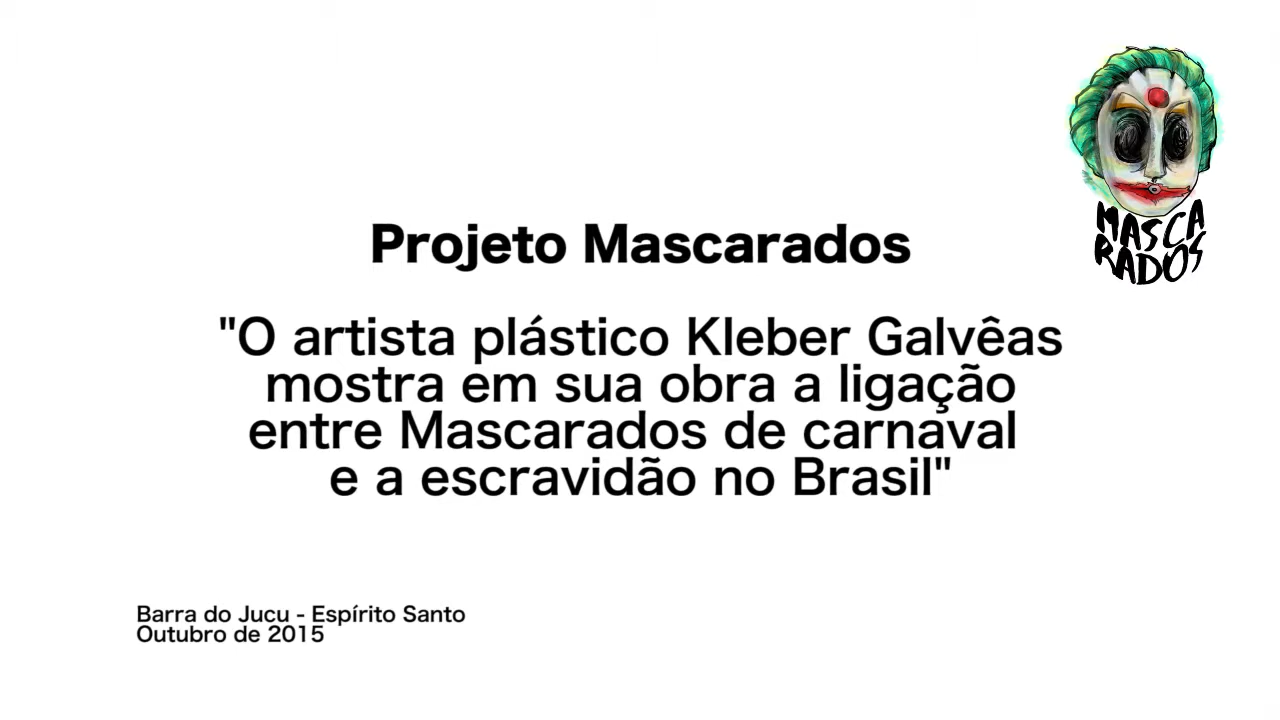 MASCA
RADOS
Projeto Mascarados
"O artista plástico Kleber Galvêas
mostra em sua obra a ligação
entre Mascarados de carnaval
e a escravidão no Brasil"
Barra do Jucu - Espírito Santo
Outubro de 2015